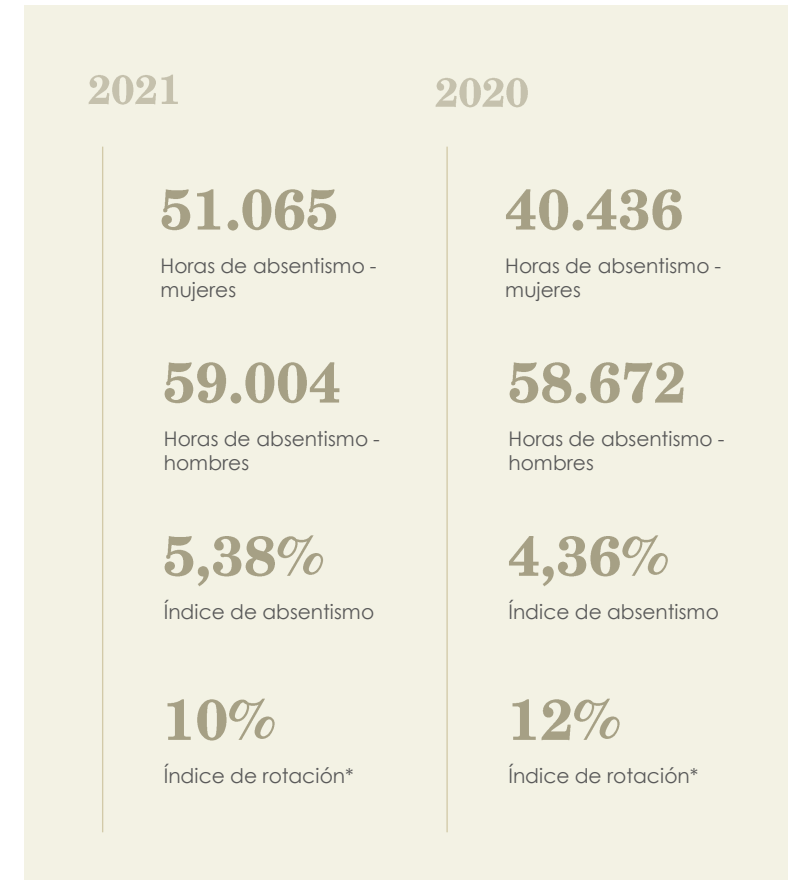 2021
51.065
Horas de absentismo -
mujeres
59.004
Horas de absentismo -
hombres
5,38%
Índice de absentismo
10%
Índice de rotación*
2020
40.436
Horas de absentismo -
mujeres
58.672
Horas de absentismo -
hombres
4,36%
Índice de absentismo
12%
Índice de rotación*